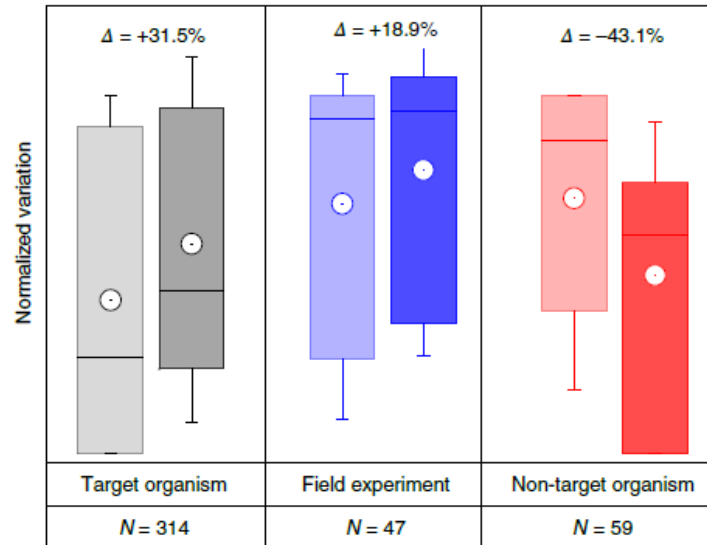 Δ = +31.5%
Δ = +18.9%
Δ = –43.1%
Normalized variation
Target organism
Field experiment
Non-target organism
N = 314
N = 47
N = 59